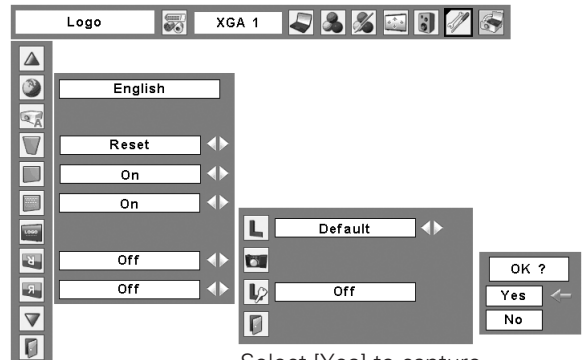 Logo
XGA 1
English
Reset
On
On
Default
Off
Off
Off
OK ?
Yes
No
Select [Yes] to capture